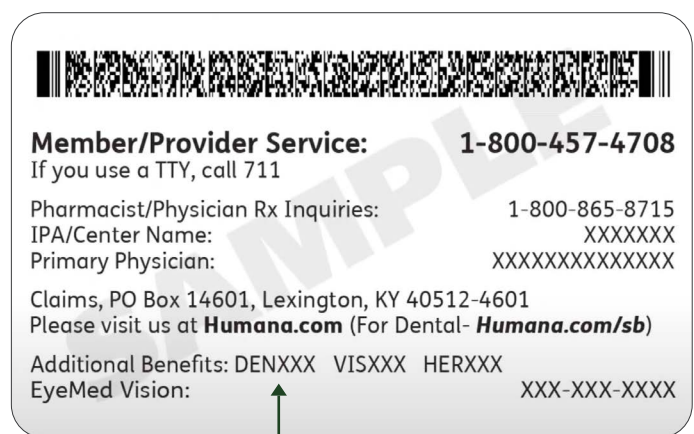 Member/Provider Service: 1-800-457-4708
If you use a TTY, call 711
Pharmacist/Physician Rx Inquiries: 1-800-865-8715
IPA/Center Name: XXXXXXX
Primary Physician: XXXXXXXXXXXXXX
Claims, PO Box 14601, Lexington, KY 40512-4601
Please visit us at Humana.com (For Dental- Humana.com/sb)
Additional Benefits: DENXXX VISXXX HERXXX
EyeMed Vision: XXX-XXX-XXXX
SAMPLE